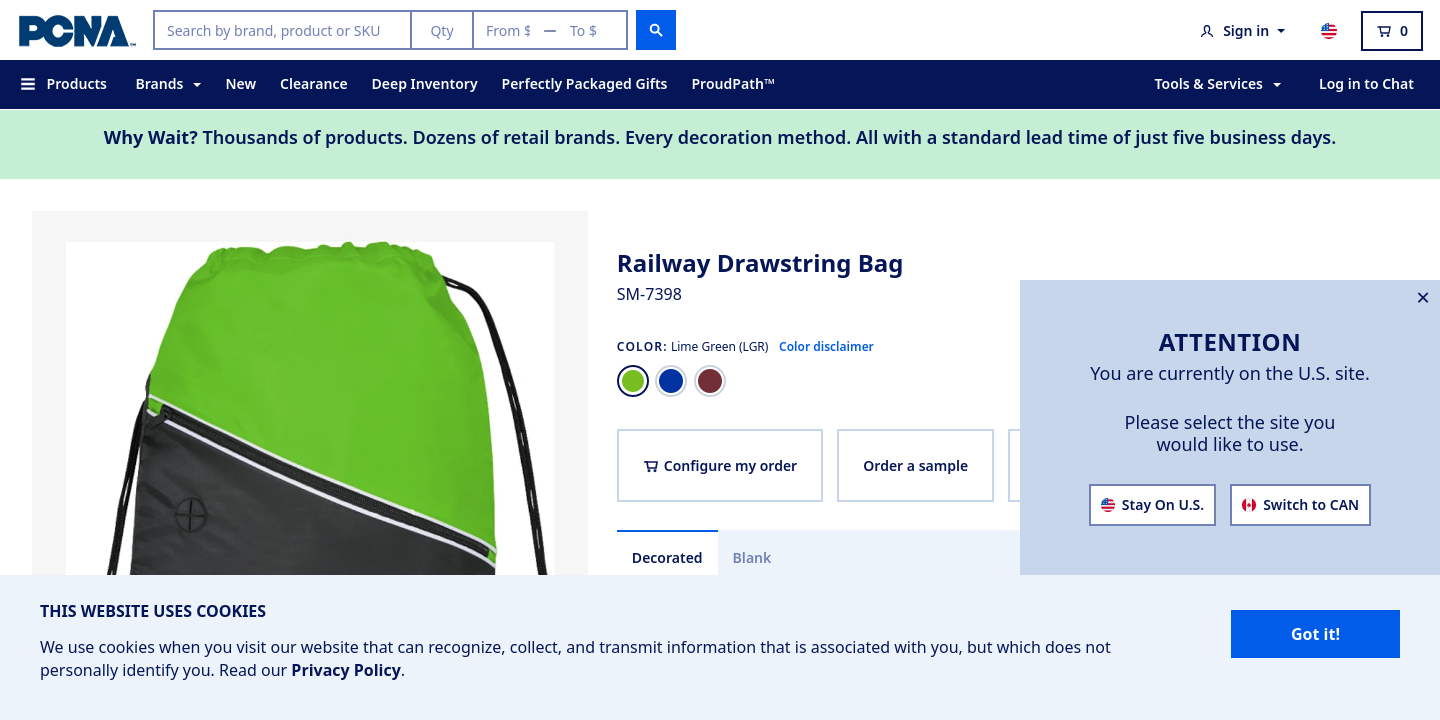 PCNA™
Search by brand, product or SKU
Qty
From $ — To $
Sign in
0
Products
Brands
New
Clearance
Deep Inventory
Perfectly Packaged Gifts
ProudPath™
Tools & Services
Log in to Chat
Why Wait? Thousands of products. Dozens of retail brands. Every decoration method. All with a standard lead time of just five business days.
Railway Drawstring Bag
SM-7398
COLOR: Lime Green (LGR) Color disclaimer
Configure my order
Order a sample
Decorated
Blank
ATTENTION
You are currently on the U.S. site.
Please select the site you
would like to use.
Stay On U.S.
Switch to CAN
THIS WEBSITE USES COOKIES
We use cookies when you visit our website that can recognize, collect, and transmit information that is associated with you, but which does not
personally identify you. Read our Privacy Policy.
Got it!